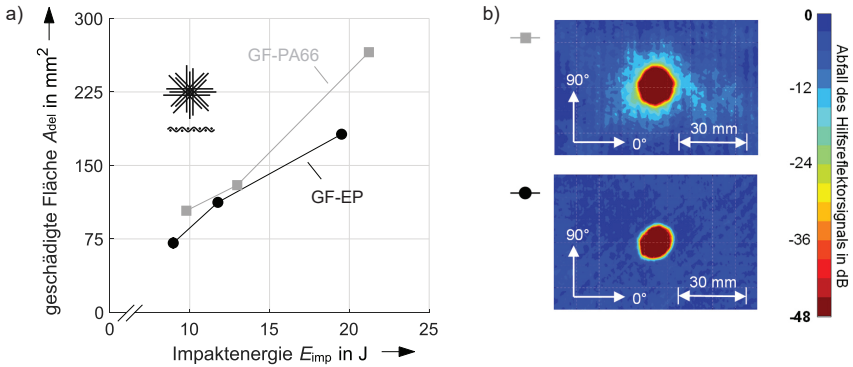 a)
geschädigte Fläche Adel in mm²
300
225
150
75
0
GF-PA66
GF-EP
0
10
15
20
25
Impaktenergie Eimp in J
b)
90°
0°
30 mm
90°
0°
30 mm
0
-12
-24
-36
-48
Abfall des Hilfsreflektorsignals in dB